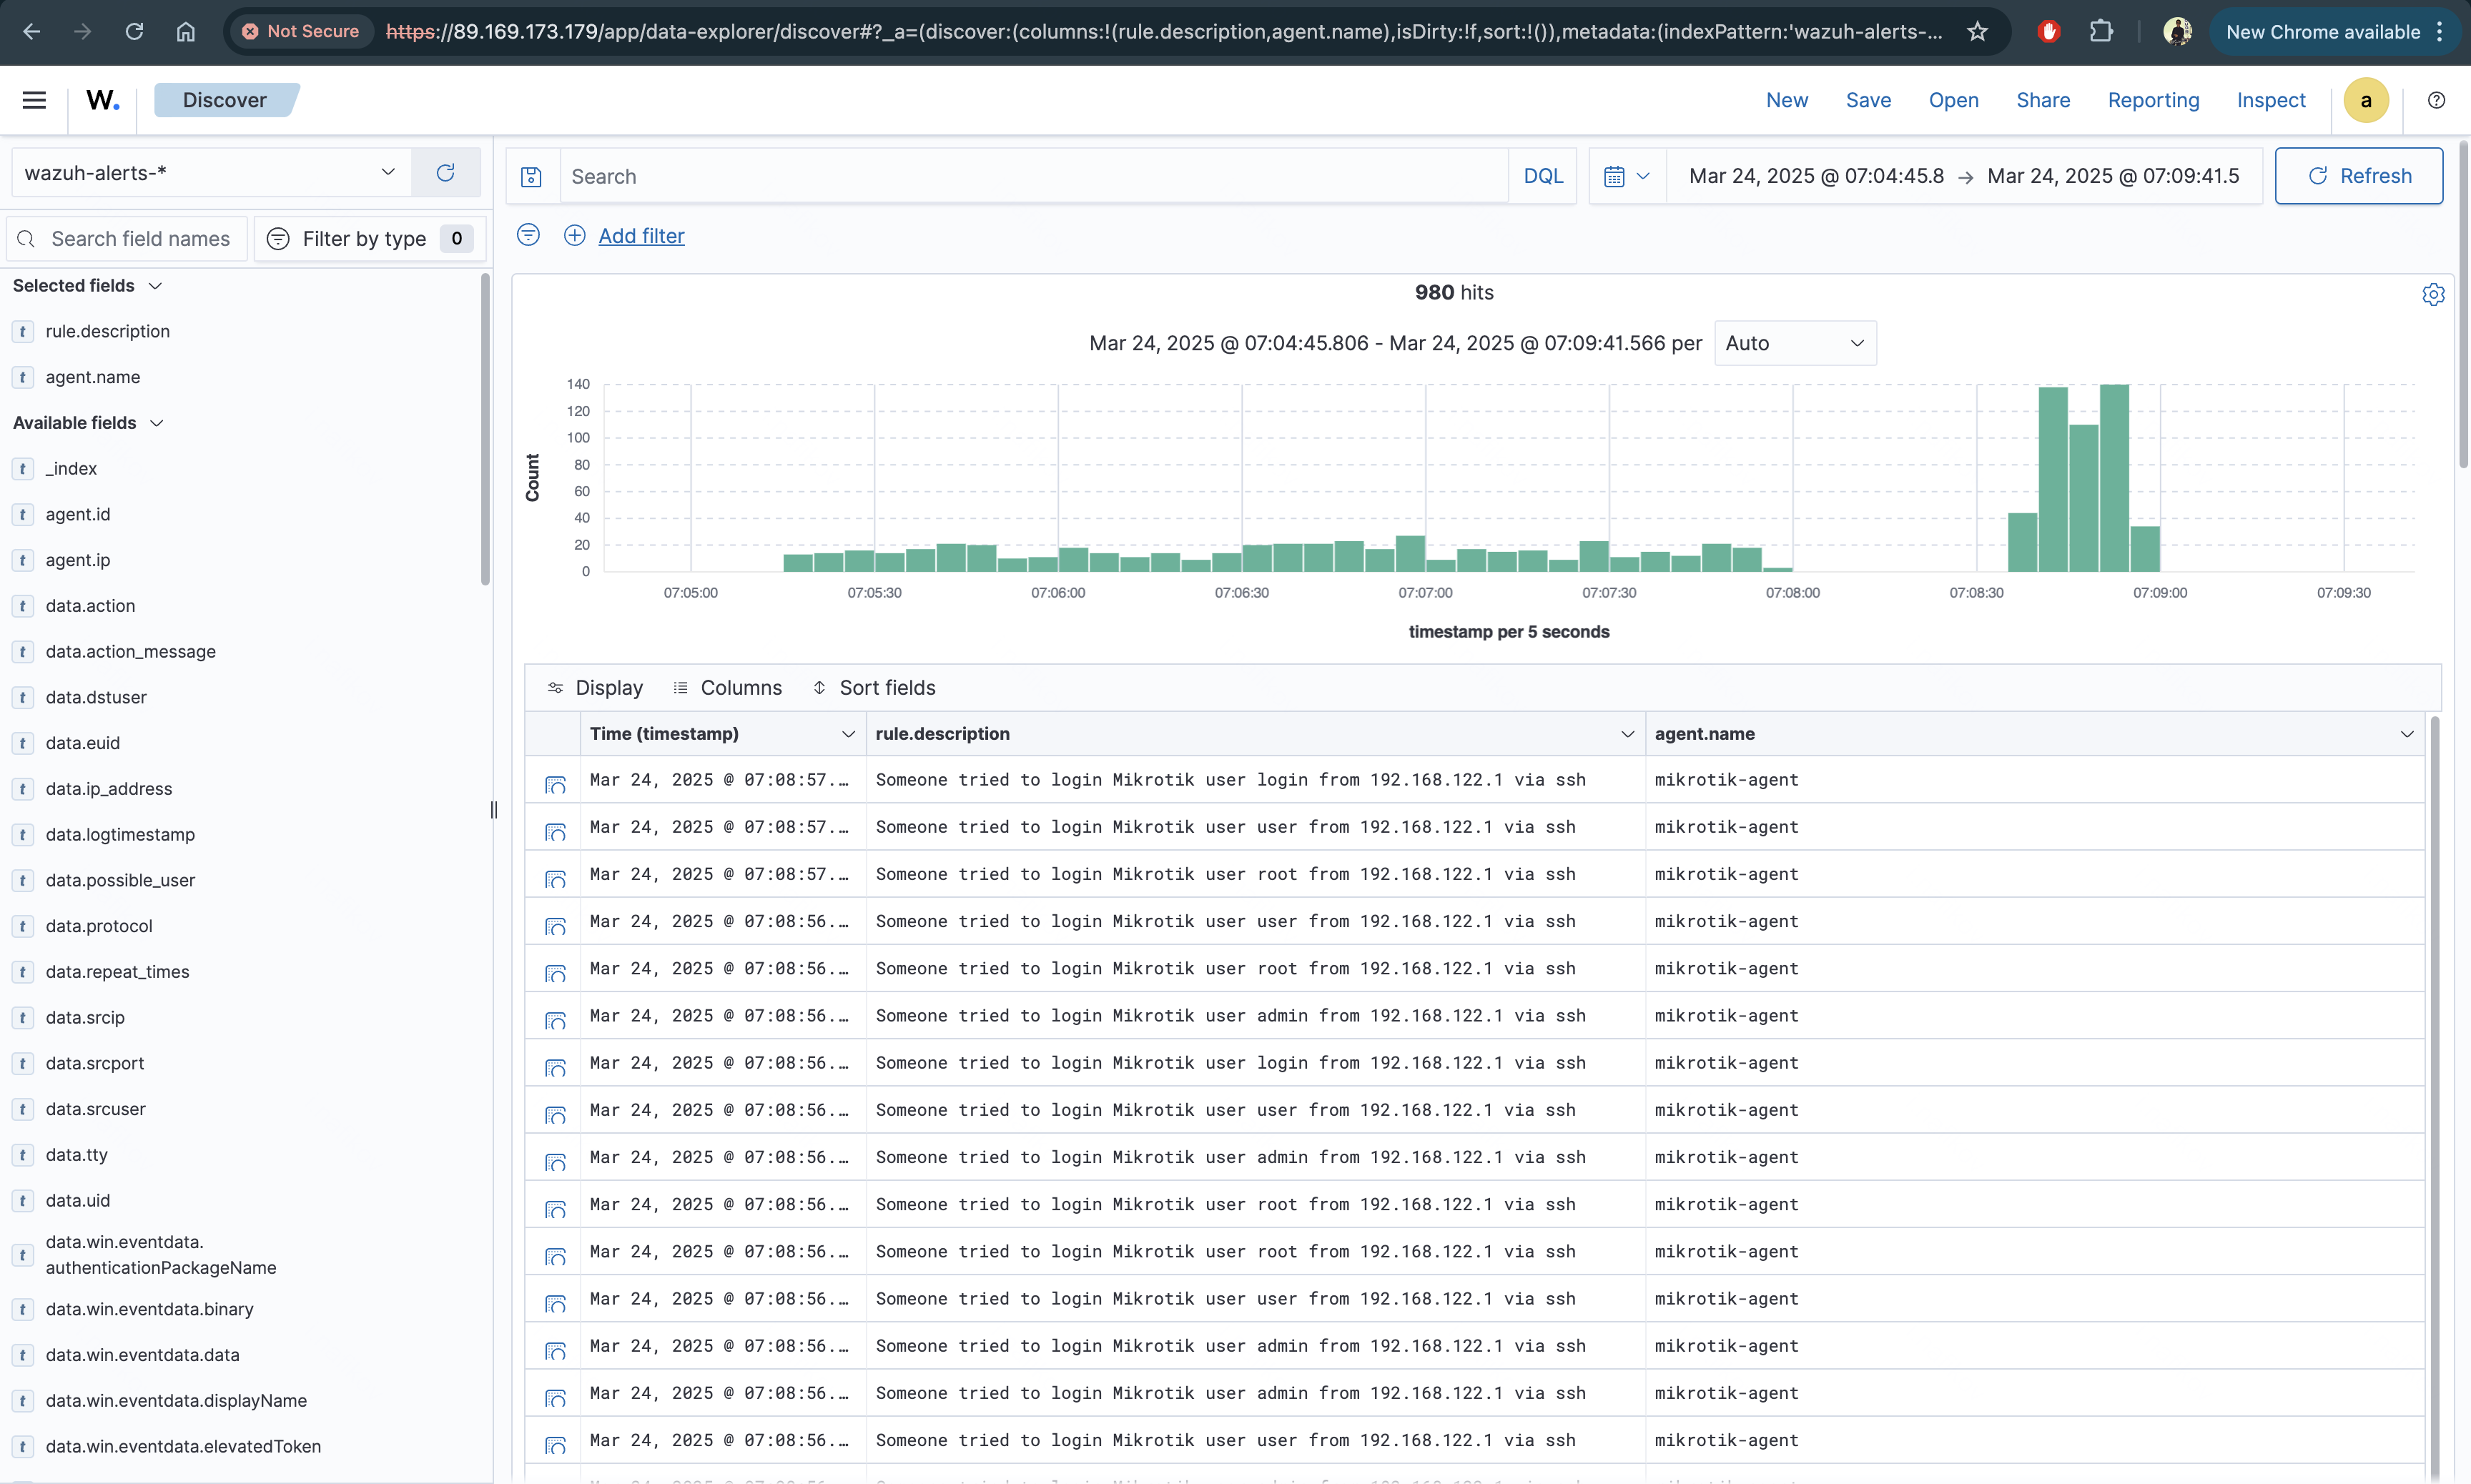 Not Secure https://89.169.173.179/app/data-explorer/discover#?_a=(discover:(columns:!(rule.description,agent.name),isDirty:!f,sort:!()),metadata:(indexPattern:'wazuh-alerts-... New Chrome available
W. Discover New Save Open Share Reporting Inspect a
wazuh-alerts-* Search DQL Mar 24, 2025 @ 07:04:45.8 → Mar 24, 2025 @ 07:09:41.5 Refresh
Search field names Filter by type 0 Add filter
Selected fields
t rule.description
t agent.name
Available fields
t _index
t agent.id
t agent.ip
t data.action
t data.action_message
t data.dstuser
t data.euid
t data.ip_address
t data.logtimestamp
t data.possible_user
t data.protocol
t data.repeat_times
t data.srcip
t data.srcport
t data.srcuser
t data.tty
t data.uid
t data.win.eventdata.
authenticationPackageName
t data.win.eventdata.binary
t data.win.eventdata.data
t data.win.eventdata.displayName
t data.win.eventdata.elevatedToken
980 hits
Mar 24, 2025 @ 07:04:45.806 - Mar 24, 2025 @ 07:09:41.566 per Auto
Count
140
120
100
80
60
40
20
0
07:05:00 07:05:30 07:06:00 07:06:30 07:07:00 07:07:30 07:08:00 07:08:30 07:09:00 07:09:30
timestamp per 5 seconds
Display Columns Sort fields
Time (timestamp) rule.description agent.name
Mar 24, 2025 @ 07:08:57.… Someone tried to login Mikrotik user login from 192.168.122.1 via ssh mikrotik-agent
Mar 24, 2025 @ 07:08:57.… Someone tried to login Mikrotik user user from 192.168.122.1 via ssh mikrotik-agent
Mar 24, 2025 @ 07:08:57.… Someone tried to login Mikrotik user root from 192.168.122.1 via ssh mikrotik-agent
Mar 24, 2025 @ 07:08:56.… Someone tried to login Mikrotik user user from 192.168.122.1 via ssh mikrotik-agent
Mar 24, 2025 @ 07:08:56.… Someone tried to login Mikrotik user root from 192.168.122.1 via ssh mikrotik-agent
Mar 24, 2025 @ 07:08:56.… Someone tried to login Mikrotik user admin from 192.168.122.1 via ssh mikrotik-agent
Mar 24, 2025 @ 07:08:56.… Someone tried to login Mikrotik user login from 192.168.122.1 via ssh mikrotik-agent
Mar 24, 2025 @ 07:08:56.… Someone tried to login Mikrotik user user from 192.168.122.1 via ssh mikrotik-agent
Mar 24, 2025 @ 07:08:56.… Someone tried to login Mikrotik user admin from 192.168.122.1 via ssh mikrotik-agent
Mar 24, 2025 @ 07:08:56.… Someone tried to login Mikrotik user root from 192.168.122.1 via ssh mikrotik-agent
Mar 24, 2025 @ 07:08:56.… Someone tried to login Mikrotik user root from 192.168.122.1 via ssh mikrotik-agent
Mar 24, 2025 @ 07:08:56.… Someone tried to login Mikrotik user user from 192.168.122.1 via ssh mikrotik-agent
Mar 24, 2025 @ 07:08:56.… Someone tried to login Mikrotik user admin from 192.168.122.1 via ssh mikrotik-agent
Mar 24, 2025 @ 07:08:56.… Someone tried to login Mikrotik user admin from 192.168.122.1 via ssh mikrotik-agent
Mar 24, 2025 @ 07:08:56.… Someone tried to login Mikrotik user user from 192.168.122.1 via ssh mikrotik-agent